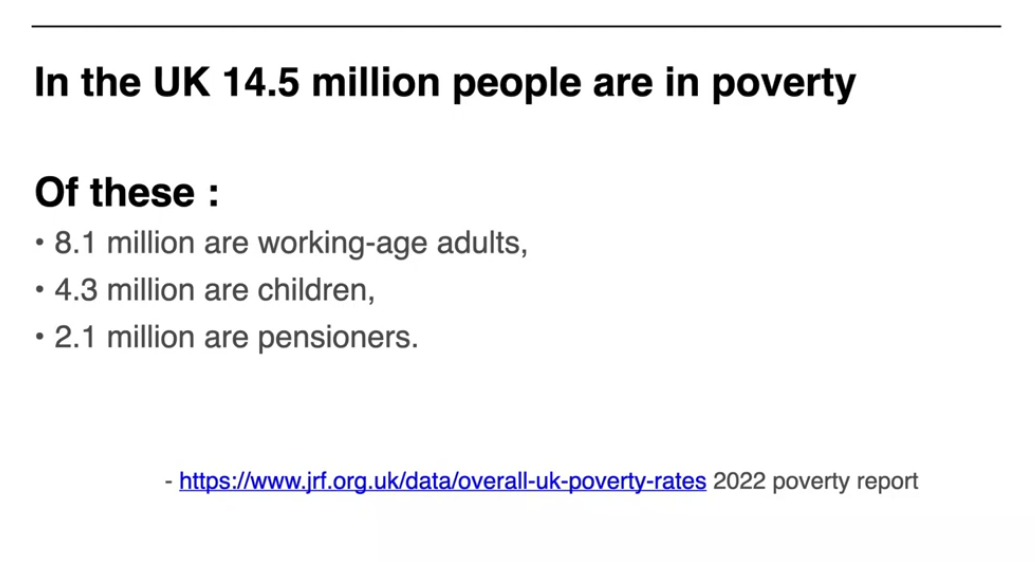 In the UK 14.5 million people are in poverty
Of these :
• 8.1 million are working-age adults,
• 4.3 million are children,
• 2.1 million are pensioners.
- https://www.jrf.org.uk/data/overall-uk-poverty-rates 2022 poverty report